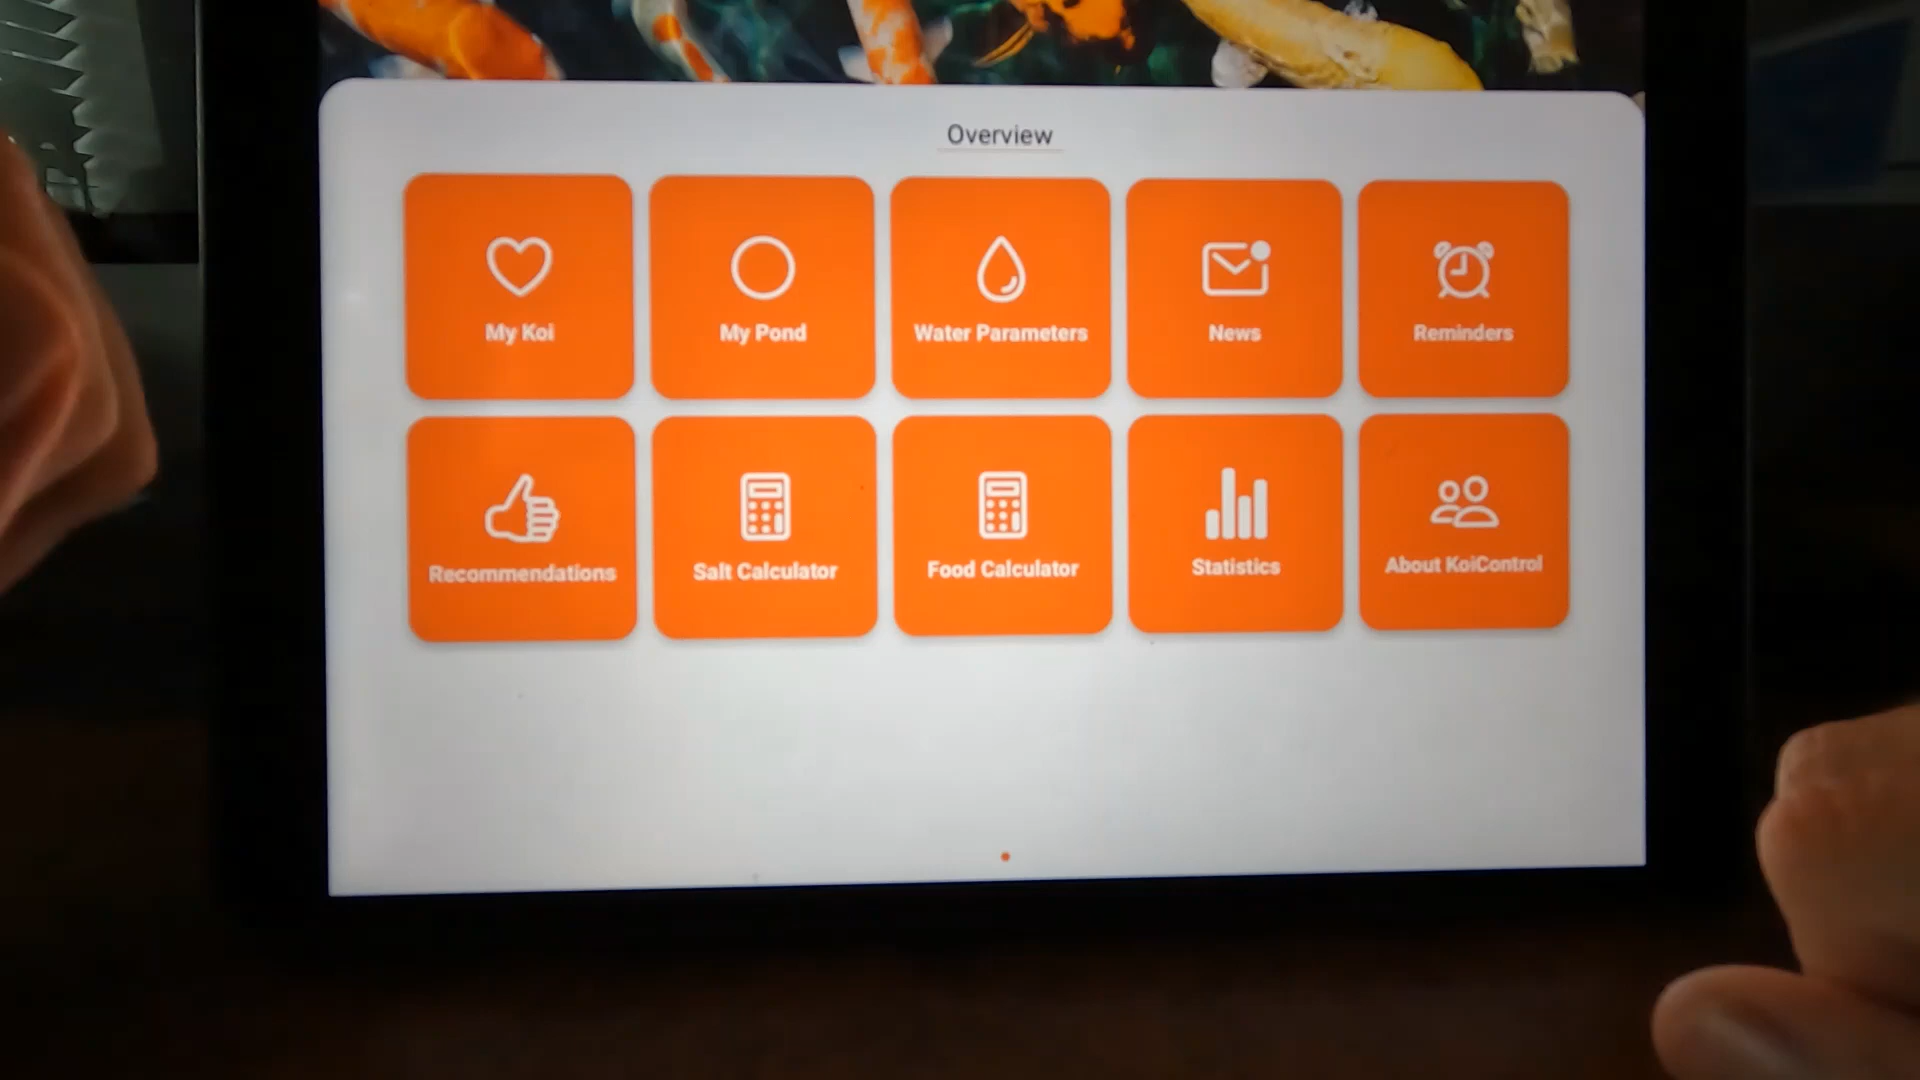 Overview
My Koi
My Pond
Water Parameters
News
Reminders
Recommendations
Salt Calculator
Food Calculator
Statistics
About KoiControl